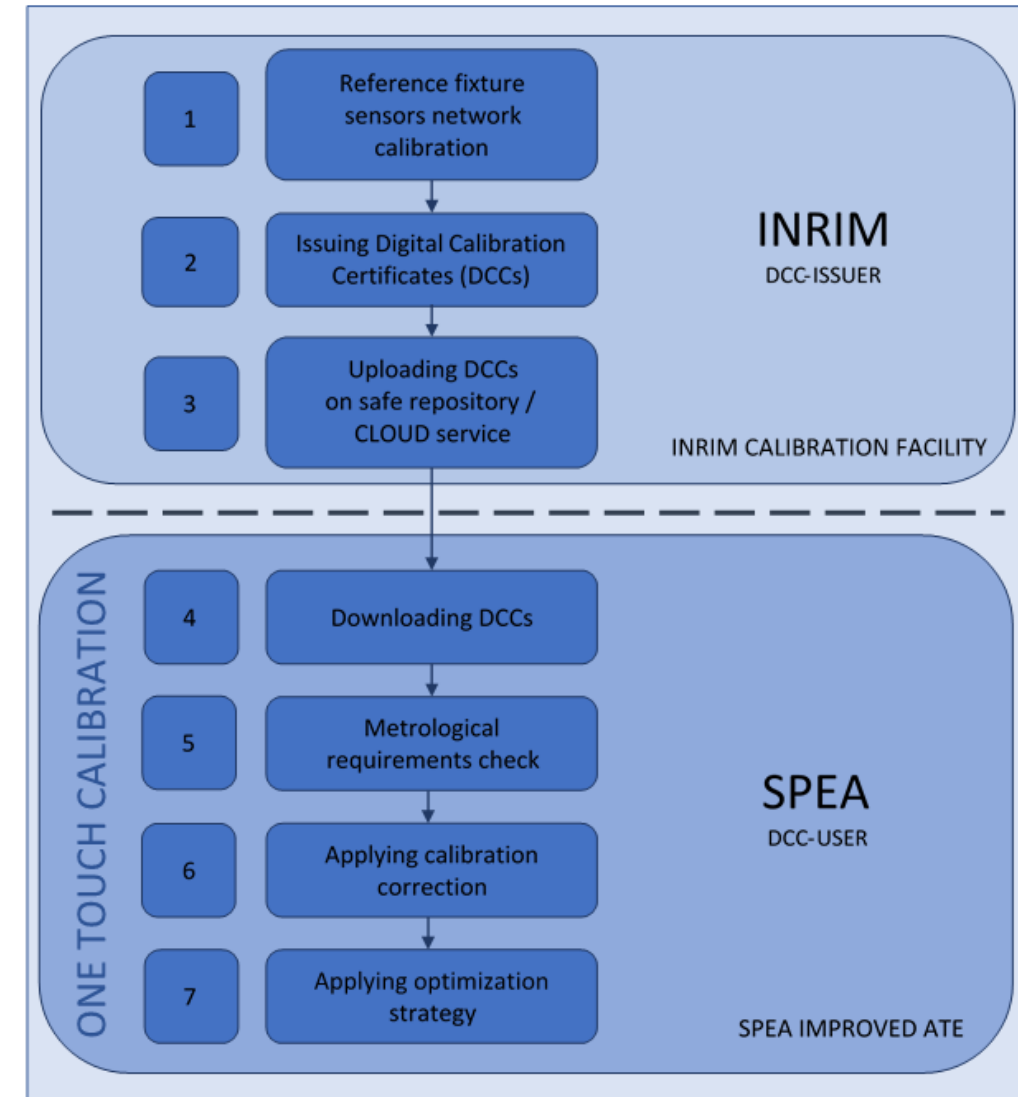 1
Reference fixture
sensors network
calibration
2
Issuing Digital Calibration
Certificates (DCCs)
3
Uploading DCCs
on safe repository /
CLOUD service
INRIM
DCC-ISSUER
INRIM CALIBRATION FACILITY
ONE TOUCH CALIBRATION
4
Downloading DCCs
5
Metrological
requirements check
6
Applying calibration
correction
7
Applying optimization
strategy
SPEA
DCC-USER
SPEA IMPROVED ATE